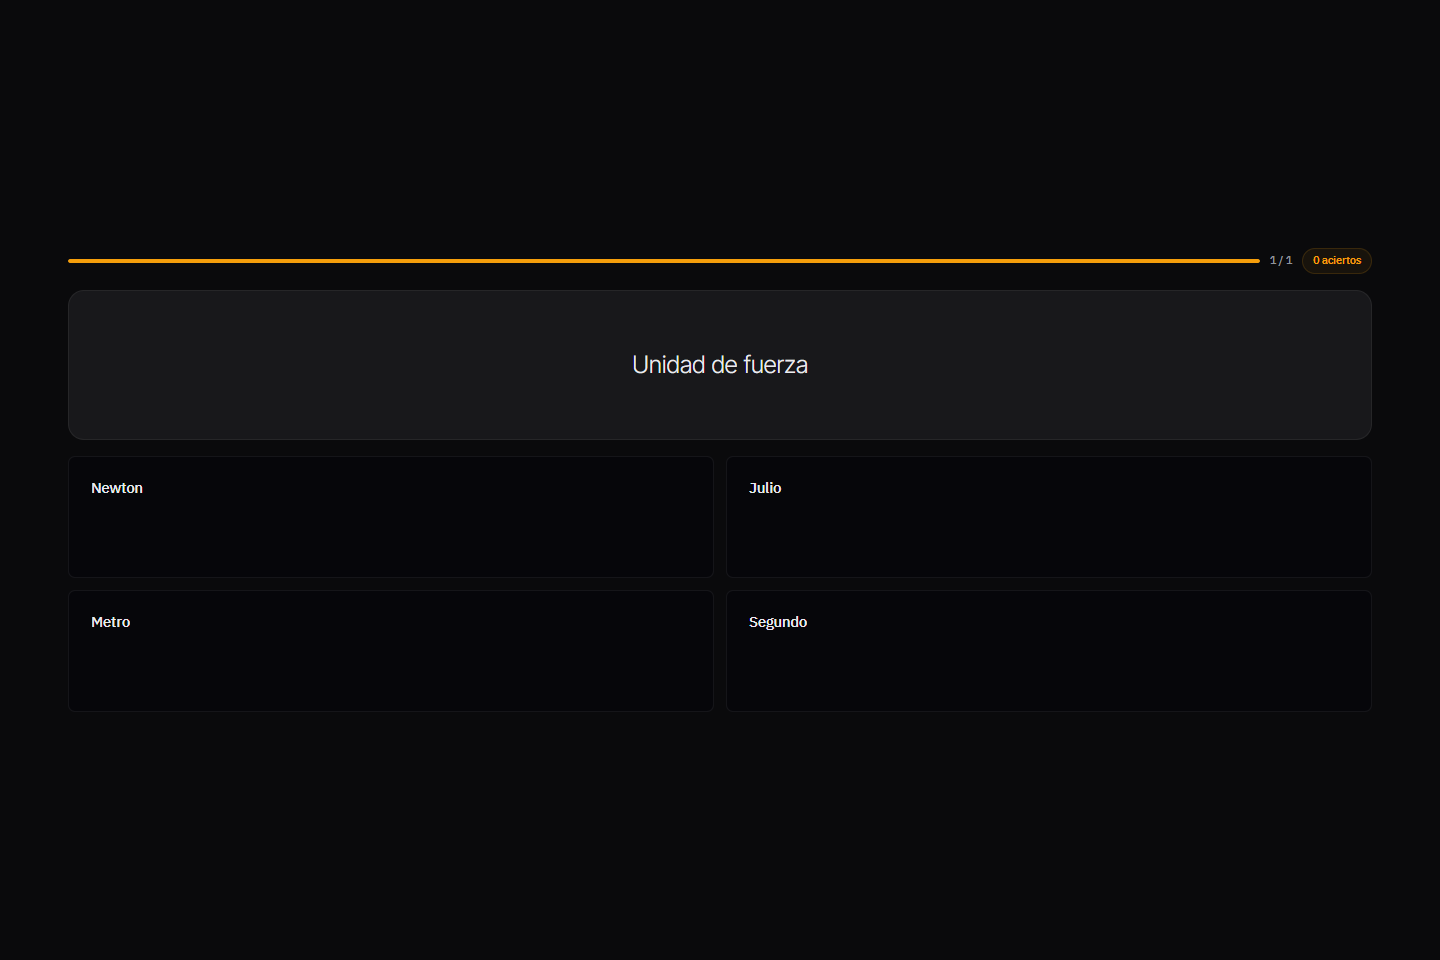 1 / 1
0 aciertos
Unidad de fuerza
Newton
Julio
Metro
Segundo